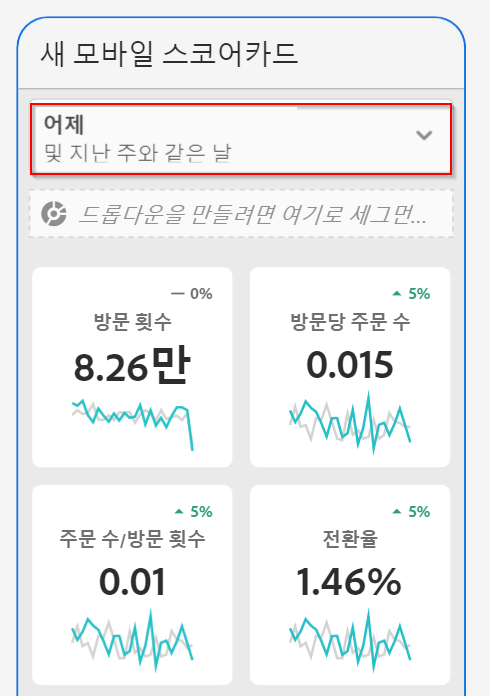 새 모바일 스코어카드
어제
및 지난 주와 같은 날
드롭다운을 만들려면 여기로 세그먼...
0%
방문 횟수
8.26만
5%
방문당 주문 수
0.015
5%
주문 수/방문 횟수
0.01
5%
전환율
1.46%